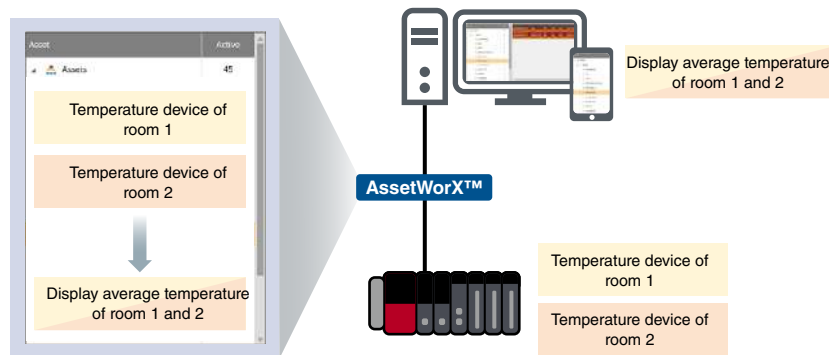 Asset Active
Assets 45
Temperature device of
room 1
Temperature device of
room 2
Display average temperature
of room 1 and 2
AssetWorX™
Display average temperature
of room 1 and 2
Temperature device of
room 1
Temperature device of
room 2